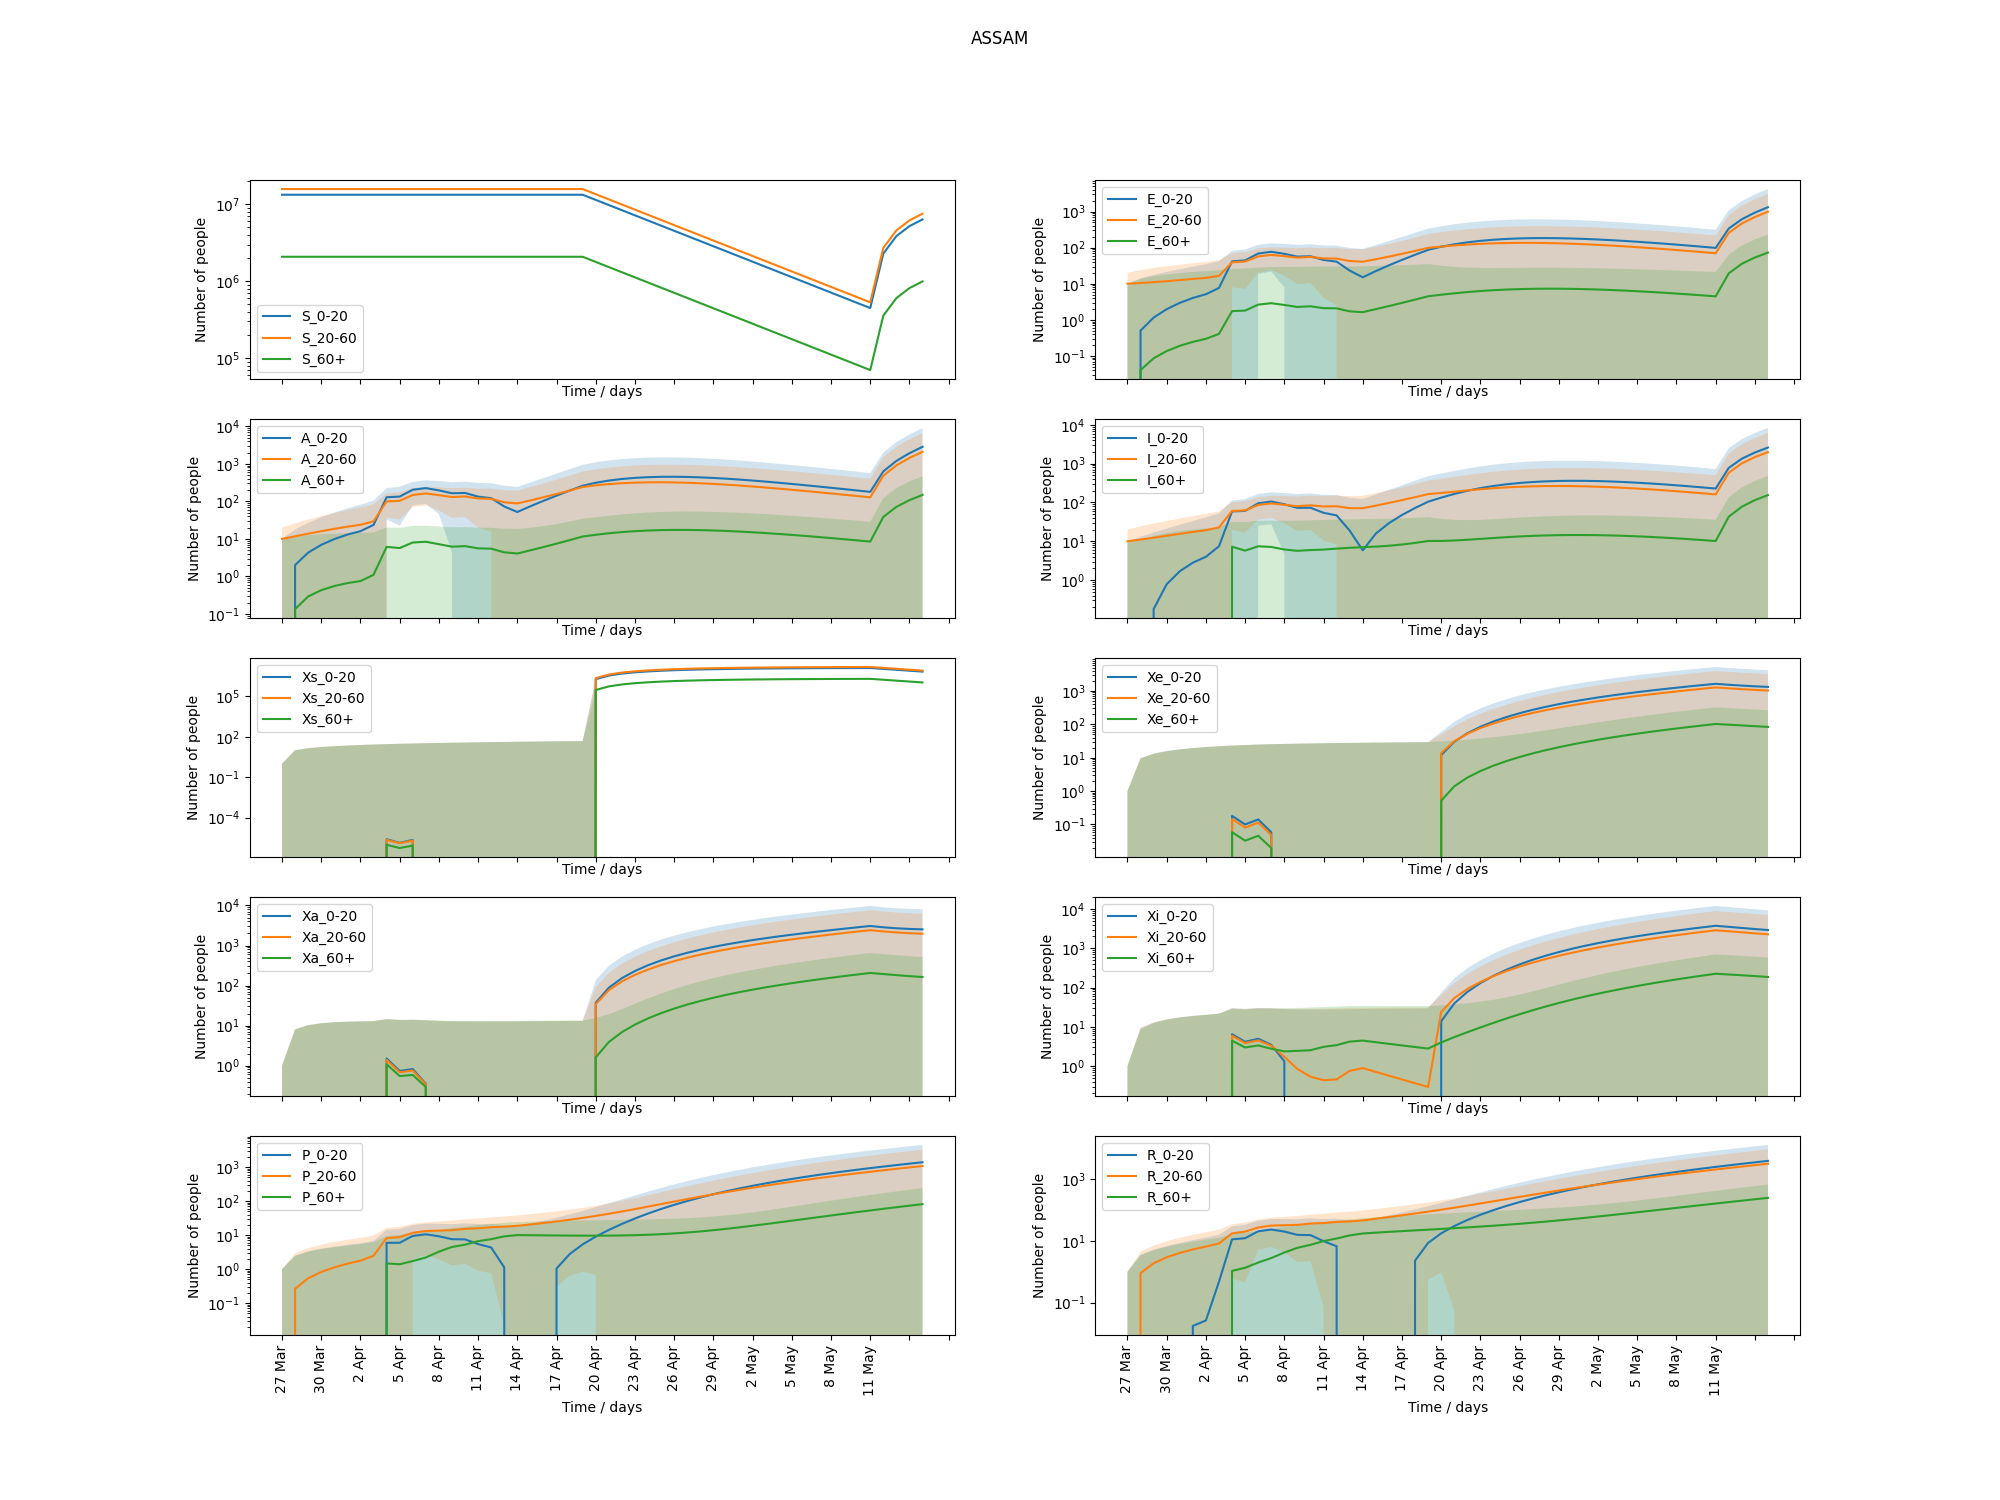 ASSAM
Number of people
10^7
10^6
10^5
S_0-20
S_20-60
S_60+
Time / days
Number of people
10^3
10^2
10^1
10^0
10^-1
E_0-20
E_20-60
E_60+
Time / days
Number of people
10^4
10^3
10^2
10^1
10^0
10^-1
A_0-20
A_20-60
A_60+
Time / days
Number of people
10^4
10^3
10^2
10^1
10^0
I_0-20
I_20-60
I_60+
Time / days
Number of people
10^5
10^2
10^-1
10^-4
Xs_0-20
Xs_20-60
Xs_60+
Time / days
Number of people
10^3
10^2
10^1
10^0
10^-1
Xe_0-20
Xe_20-60
Xe_60+
Time / days
Number of people
10^4
10^3
10^2
10^1
10^0
Xa_0-20
Xa_20-60
Xa_60+
Time / days
Number of people
10^4
10^3
10^2
10^1
10^0
Xi_0-20
Xi_20-60
Xi_60+
Time / days
Number of people
10^3
10^2
10^1
10^0
10^-1
P_0-20
P_20-60
P_60+
27 Mar
30 Mar
2 Apr
5 Apr
8 Apr
11 Apr
14 Apr
17 Apr
20 Apr
23 Apr
26 Apr
29 Apr
2 May
5 May
8 May
11 May
Time / days
Number of people
10^3
10^1
10^-1
R_0-20
R_20-60
R_60+
27 Mar
30 Mar
2 Apr
5 Apr
8 Apr
11 Apr
14 Apr
17 Apr
20 Apr
23 Apr
26 Apr
29 Apr
2 May
5 May
8 May
11 May
Time / days